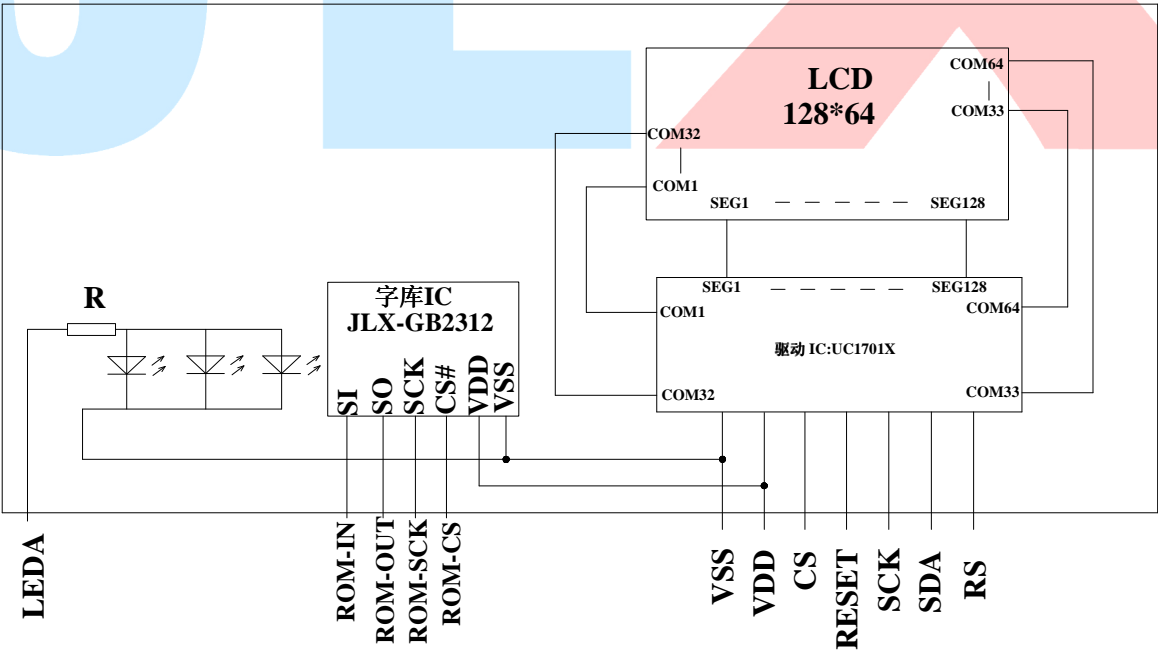 LCD
128*64
COM64
COM33
COM32
COM1
SEG1
SEG128
SEG1
SEG128
COM1
COM64
驱动 IC:UC1701X
COM32
COM33
R
字库IC
JLX-GB2312
SI
SO
SCK
CS#
VDD
VSS
LEDA
ROM-IN
ROM-OUT
ROM-SCK
ROM-CS
VSS
VDD
CS
RESET
SCK
SDA
RS